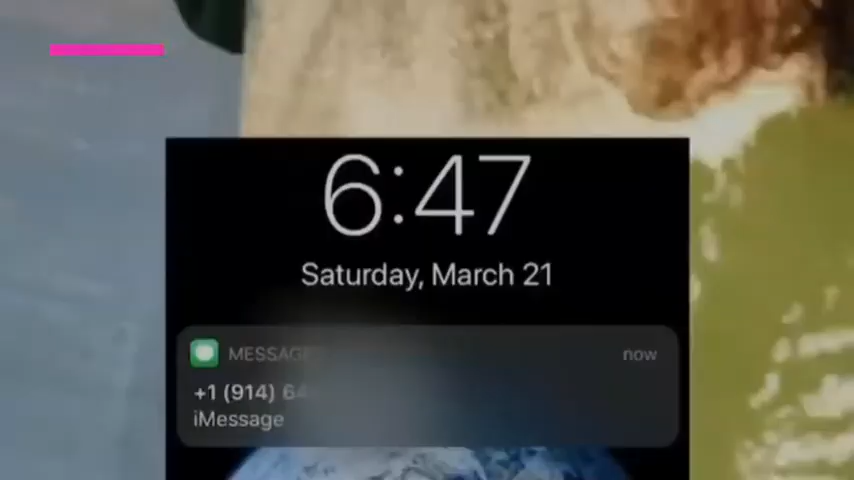 6:47
Saturday, March 21
MESSAGE
now
+1 (914) 64
iMessage